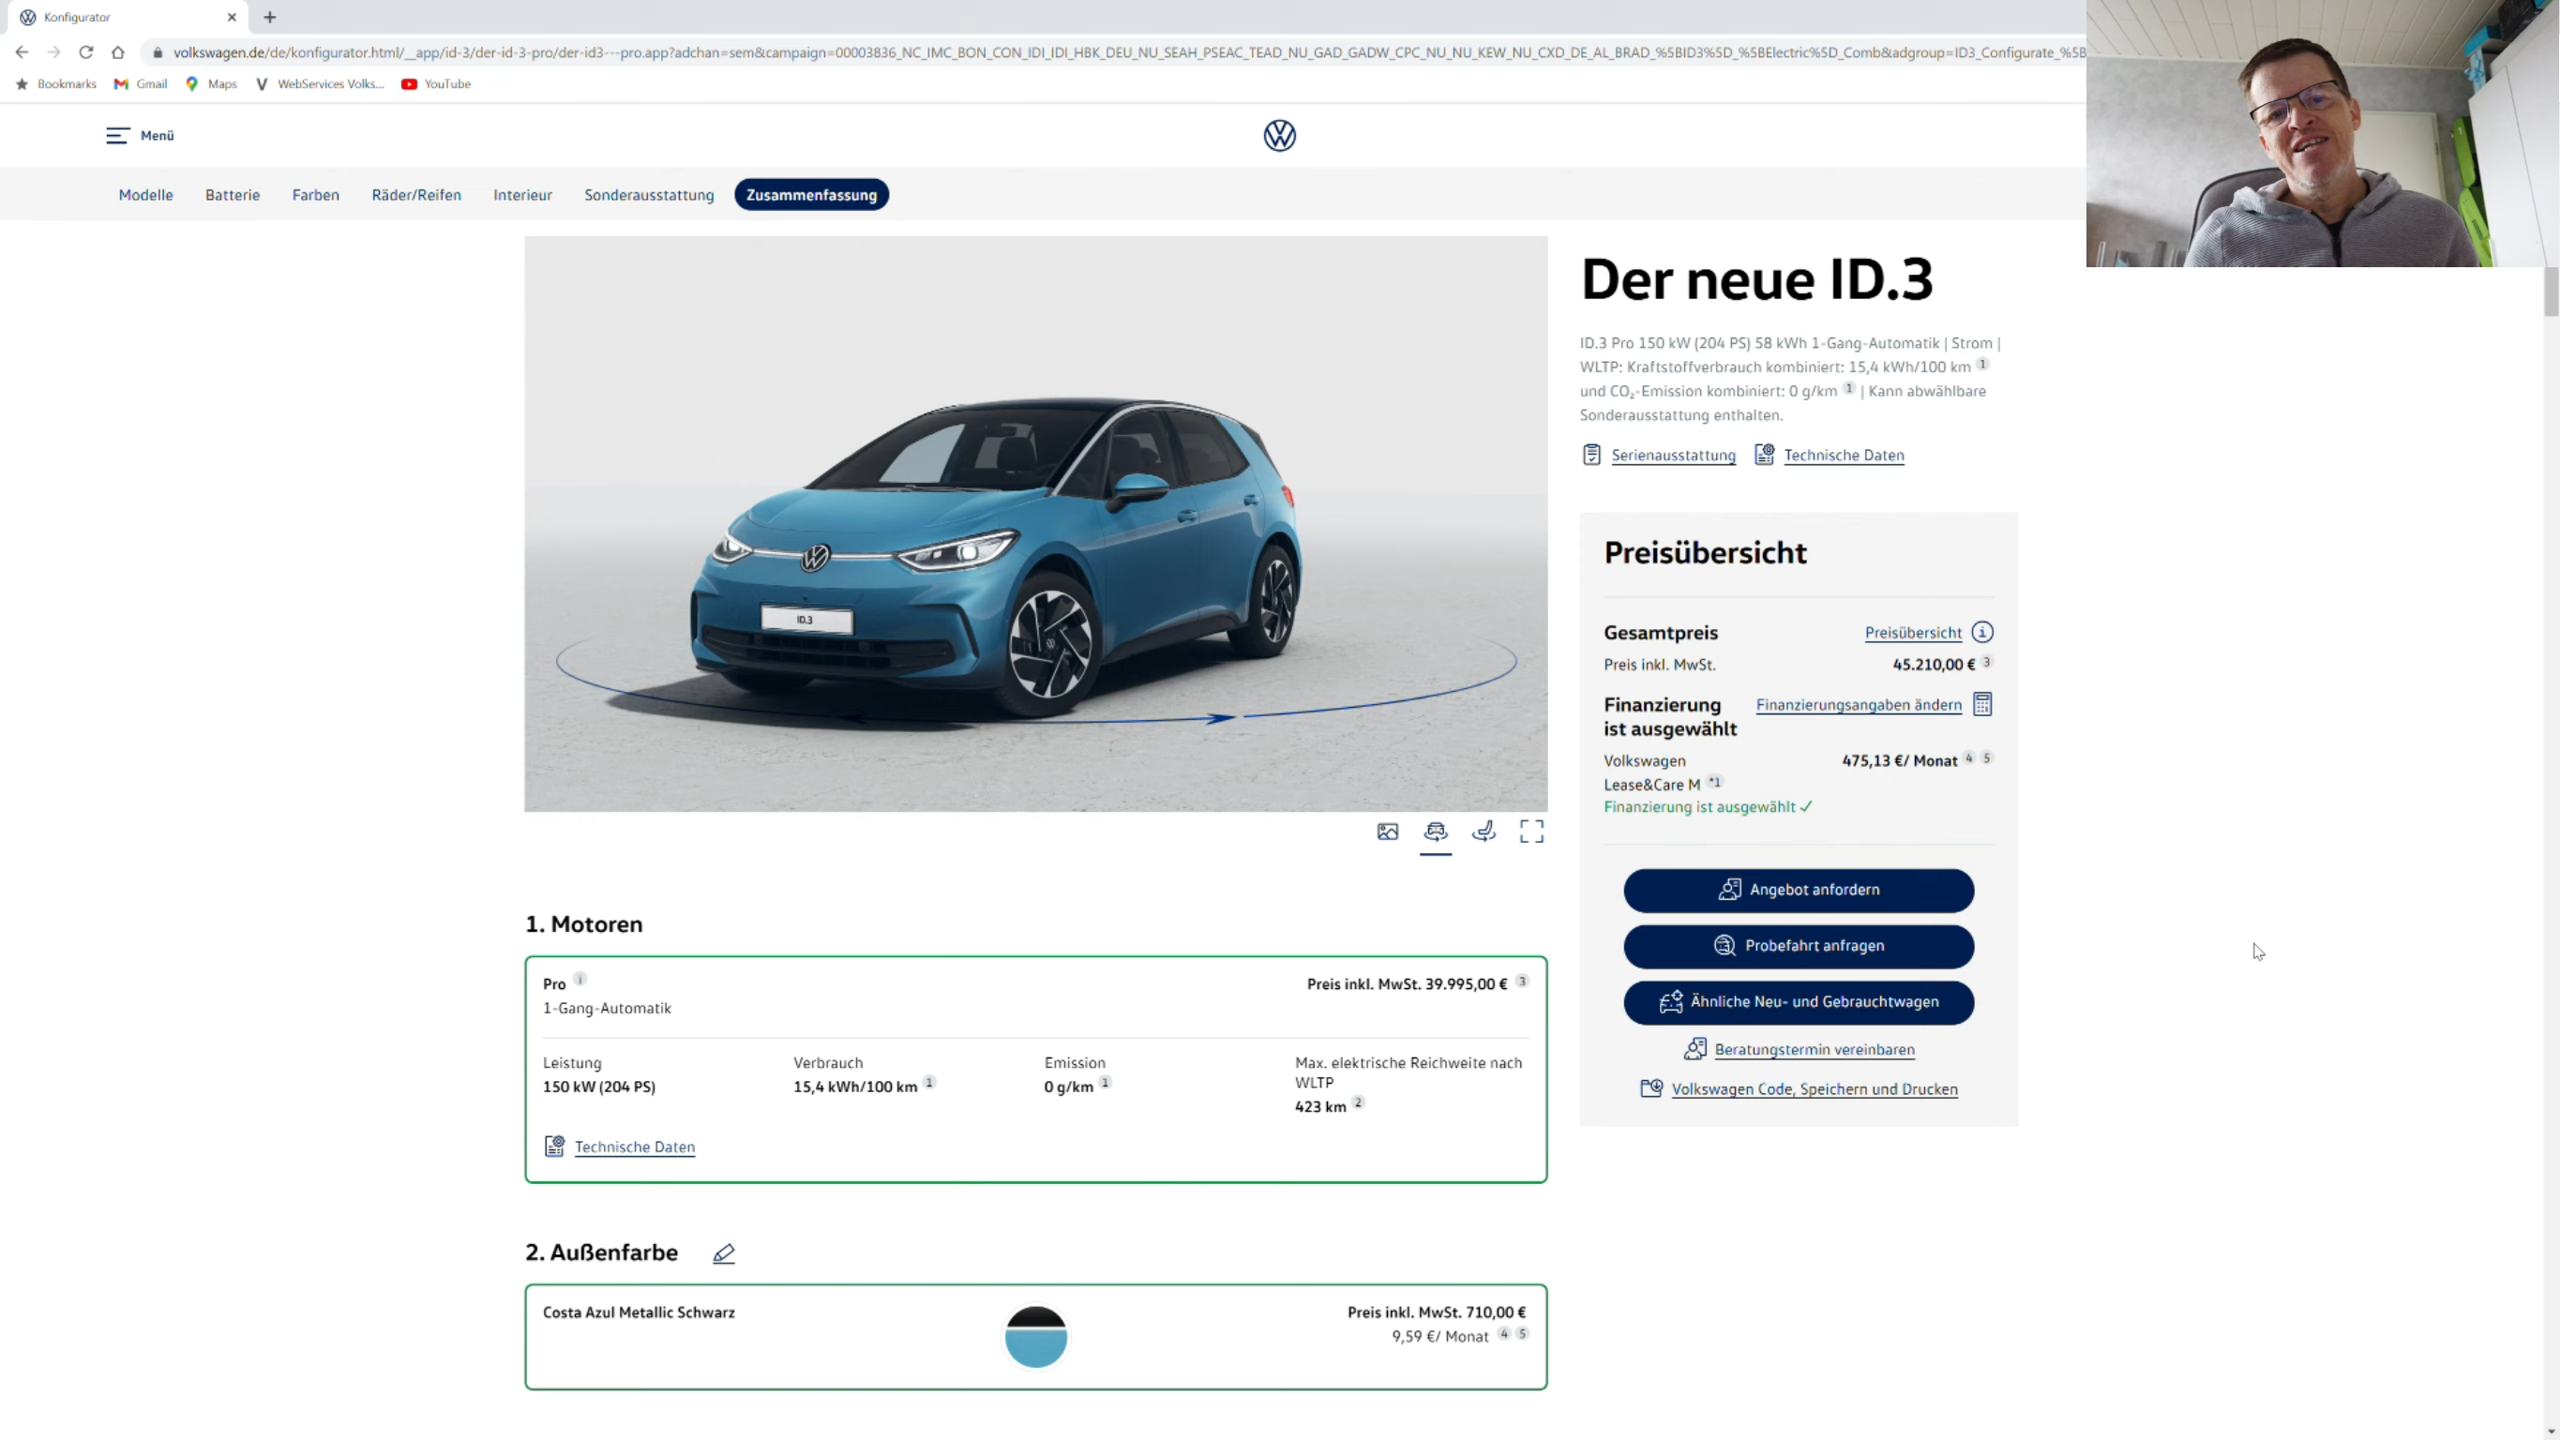 Konfigurator
volkswagen.de/de/konfigurator.html/__app/id-3/der-id-3-pro/der-id3---pro.app?adchan=sem&campaign=00003836_NC_IMC_BON_CON_IDI_IDI_HBK_DEU_NU_SEAH_PSEAC_TEAD_NU_GAD_GADW_CPC_NU_NU_KEW_NU_CXD_DE_AL_BRAD_%5BID3%5D_%5BElectric%5D_Comb&adgroup=ID3_Configurate_%5B
Bookmarks Gmail Maps WebServices Volks... YouTube
Menü
Modelle Batterie Farben Räder/Reifen Interieur Sonderausstattung Zusammenfassung
ID.3
Der neue ID.3
ID.3 Pro 150 kW (204 PS) 58 kWh 1-Gang-Automatik | Strom |
WLTP: Kraftstoffverbrauch kombiniert: 15,4 kWh/100 km 1
und CO₂-Emission kombiniert: 0 g/km 1 | Kann abwählbare
Sonderausstattung enthalten.
Serienausstattung Technische Daten
Preisübersicht
Gesamtpreis Preisübersicht i
Preis inkl. MwSt. 45.210,00 € 3
Finanzierung Finanzierungsangaben ändern
ist ausgewählt
Volkswagen 475,13 €/ Monat 4 5
Lease&Care M *1
Finanzierung ist ausgewählt ✓
Angebot anfordern
Probefahrt anfragen
Ähnliche Neu- und Gebrauchtwagen
Beratungstermin vereinbaren
Volkswagen Code, Speichern und Drucken
1. Motoren
Pro i Preis inkl. MwSt. 39.995,00 € 3
1-Gang-Automatik
Leistung Verbrauch Emission Max. elektrische Reichweite nach
WLTP
150 kW (204 PS) 15,4 kWh/100 km 1 0 g/km 1
423 km 2
Technische Daten
2. Außenfarbe
Costa Azul Metallic Schwarz Preis inkl. MwSt. 710,00 €
9,59 €/ Monat 4 5